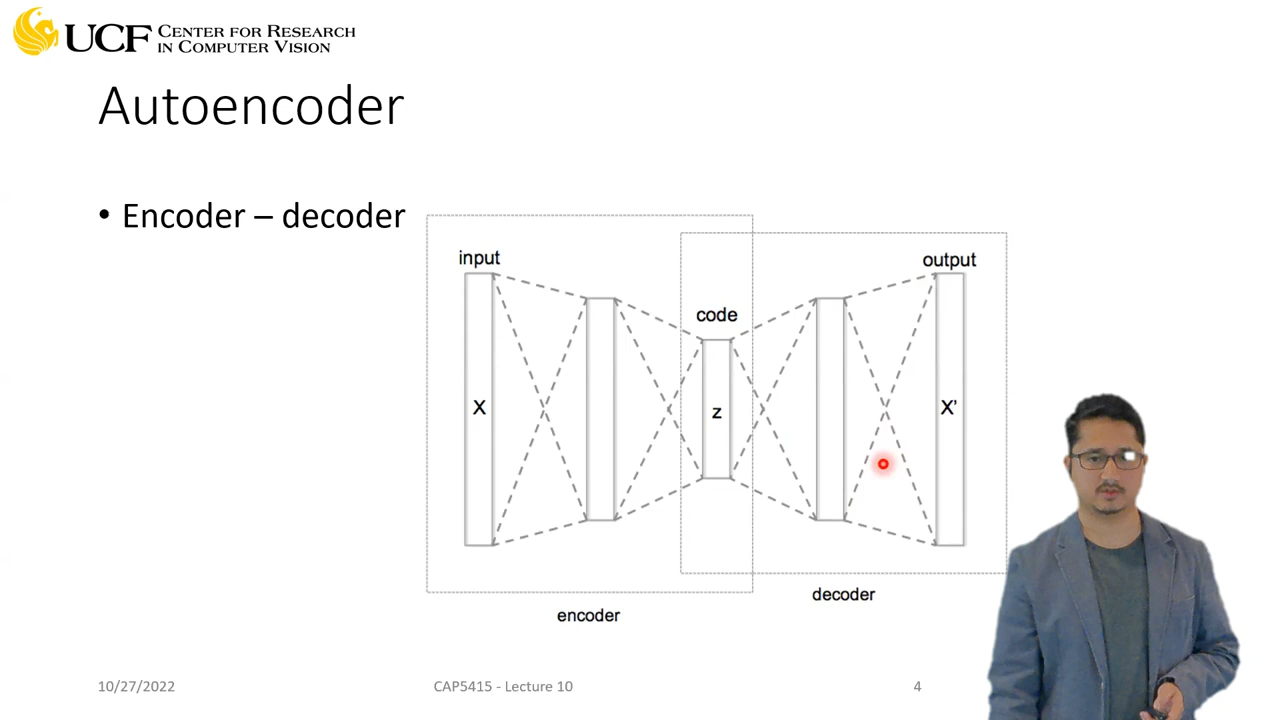 UCF CENTER FOR RESEARCH
IN COMPUTER VISION
Autoencoder
• Encoder – decoder
input
output
code
X
z
X'
decoder
encoder
10/27/2022
CAP5415 - Lecture 10
4